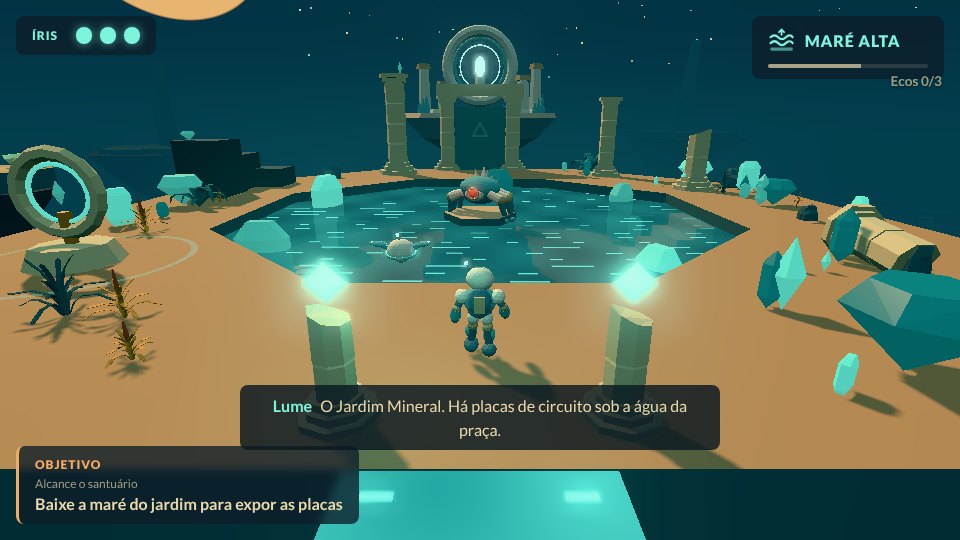 ÍRIS
MARÉ ALTA
Ecos 0/3
Lume O Jardim Mineral. Há placas de circuito sob a água da
praça.
OBJETIVO
Alcance o santuário
Baixe a maré do jardim para expor as placas